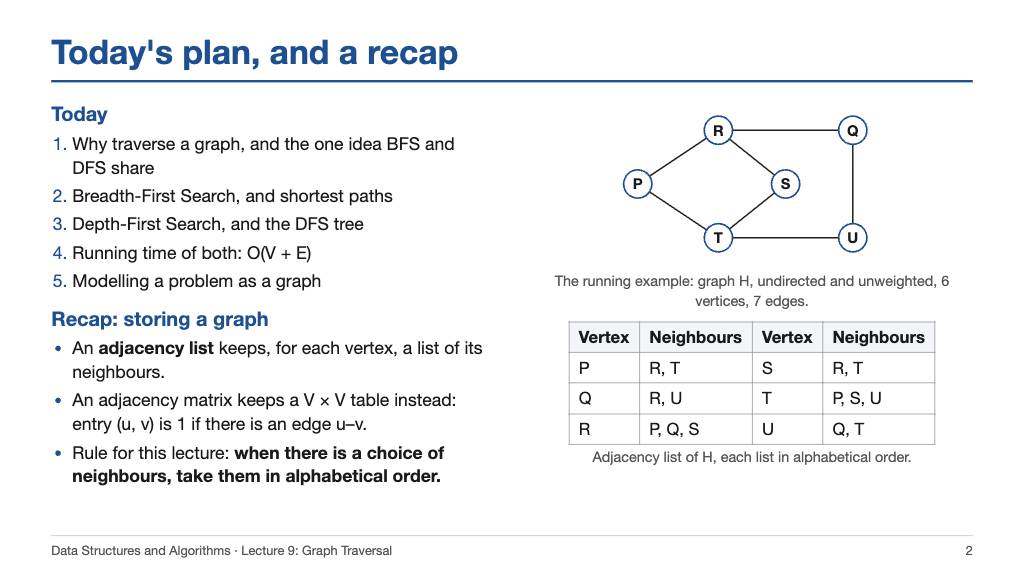 Today's plan, and a recap
Today
1. Why traverse a graph, and the one idea BFS and
DFS share
2. Breadth-First Search, and shortest paths
3. Depth-First Search, and the DFS tree
4. Running time of both: O(V + E)
5. Modelling a problem as a graph
Recap: storing a graph
• An adjacency list keeps, for each vertex, a list of its
neighbours.
• An adjacency matrix keeps a V × V table instead:
entry (u, v) is 1 if there is an edge u–v.
• Rule for this lecture: when there is a choice of
neighbours, take them in alphabetical order.
R Q
P S
T U
The running example: graph H, undirected and unweighted, 6
vertices, 7 edges.
Vertex Neighbours Vertex Neighbours
P R, T S R, T
Q R, U T P, S, U
R P, Q, S U Q, T
Adjacency list of H, each list in alphabetical order.
Data Structures and Algorithms · Lecture 9: Graph Traversal 2